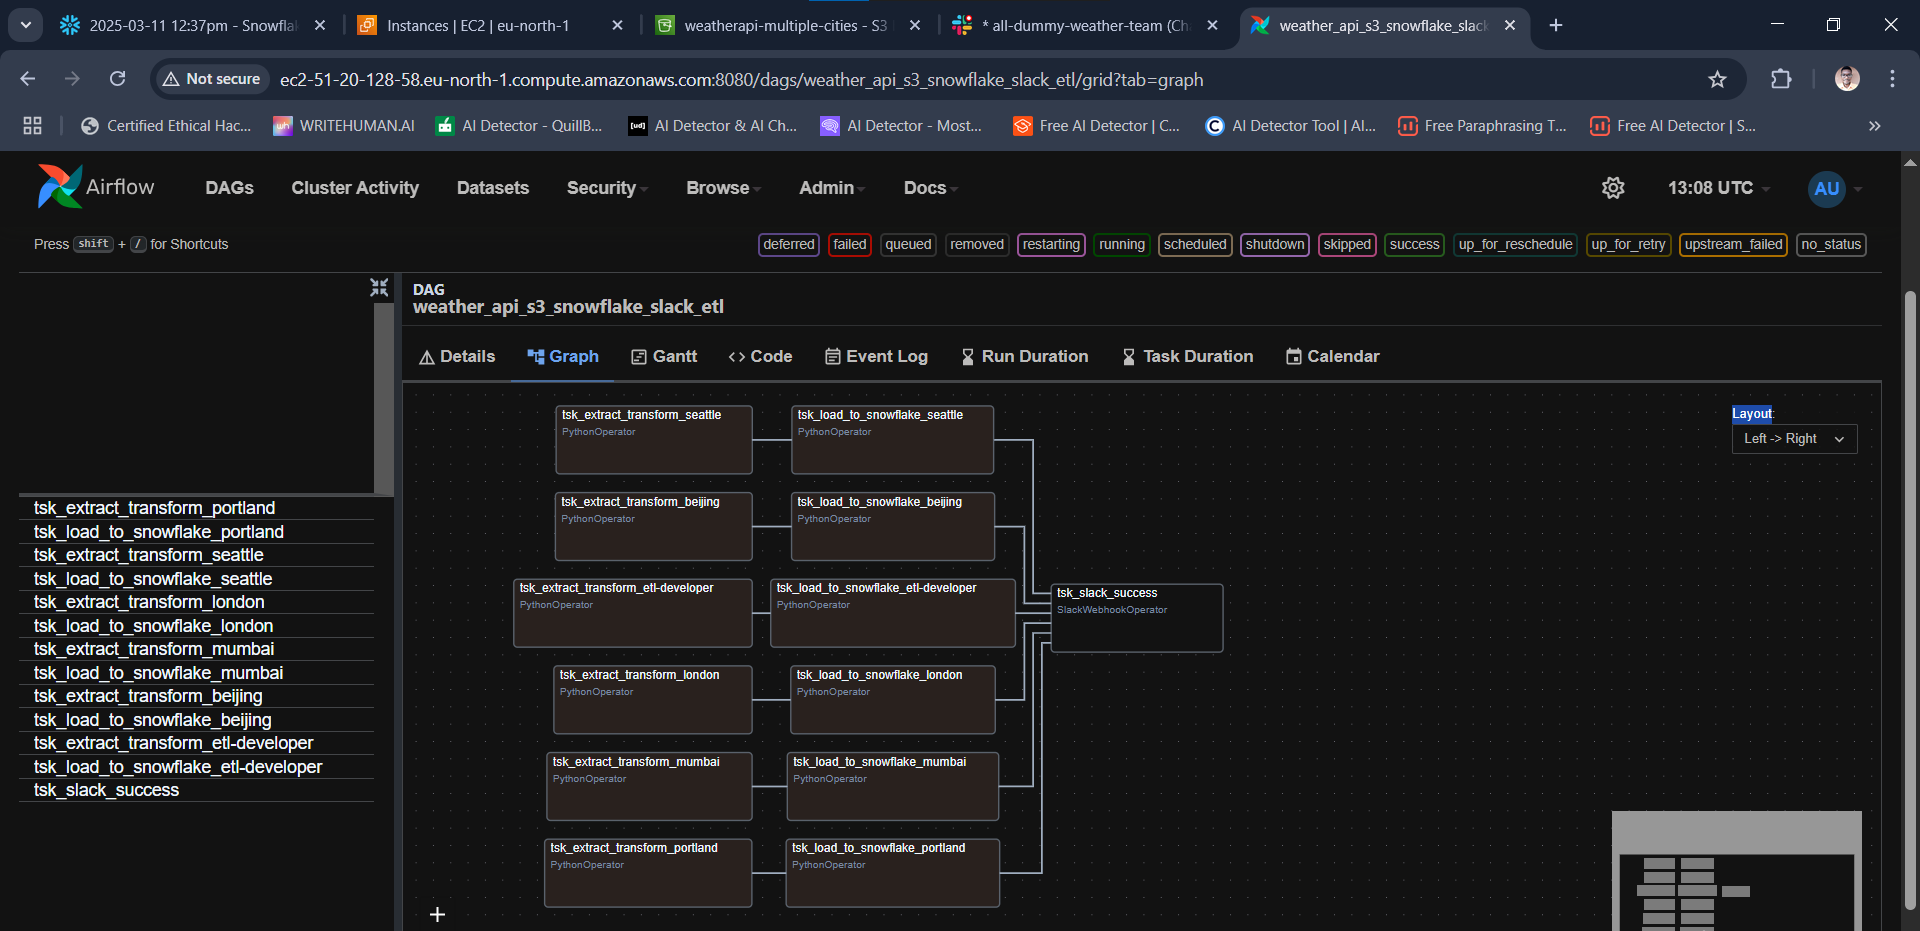 2025-03-11 12:37pm - Snowfla
Instances | EC2 | eu-north-1
weatherapi-multiple-cities - S3
* all-dummy-weather-team (Ch
weather_api_s3_snowflake_slack
Not secure
ec2-51-20-128-58.eu-north-1.compute.amazonaws.com:8080/dags/weather_api_s3_snowflake_slack_etl/grid?tab=graph
Certified Ethical Hac...
WRITEHUMAN.AI
AI Detector - QuillB...
[ud]
AI Detector & AI Ch...
AI Detector - Most...
Free AI Detector | C...
AI Detector Tool | AI...
Free Paraphrasing T...
Free AI Detector | S...
Airflow
DAGs
Cluster Activity
Datasets
Security
Browse
Admin
Docs
13:08 UTC
AU
Press shift + / for Shortcuts
deferred
failed
queued
removed
restarting
running
scheduled
shutdown
skipped
success
up_for_reschedule
up_for_retry
upstream_failed
no_status
DAG
weather_api_s3_snowflake_slack_etl
Details
Graph
Gantt
Code
Event Log
Run Duration
Task Duration
Calendar
tsk_extract_transform_portland
tsk_load_to_snowflake_portland
tsk_extract_transform_seattle
tsk_load_to_snowflake_seattle
tsk_extract_transform_london
tsk_load_to_snowflake_london
tsk_extract_transform_mumbai
tsk_load_to_snowflake_mumbai
tsk_extract_transform_beijing
tsk_load_to_snowflake_beijing
tsk_extract_transform_etl-developer
tsk_load_to_snowflake_etl-developer
tsk_slack_success
tsk_extract_transform_seattle
PythonOperator
tsk_load_to_snowflake_seattle
PythonOperator
tsk_extract_transform_beijing
PythonOperator
tsk_load_to_snowflake_beijing
PythonOperator
tsk_extract_transform_etl-developer
PythonOperator
tsk_load_to_snowflake_etl-developer
PythonOperator
tsk_slack_success
SlackWebhookOperator
tsk_extract_transform_london
PythonOperator
tsk_load_to_snowflake_london
PythonOperator
tsk_extract_transform_mumbai
PythonOperator
tsk_load_to_snowflake_mumbai
PythonOperator
tsk_extract_transform_portland
PythonOperator
tsk_load_to_snowflake_portland
PythonOperator
Layout:
Left -> Right